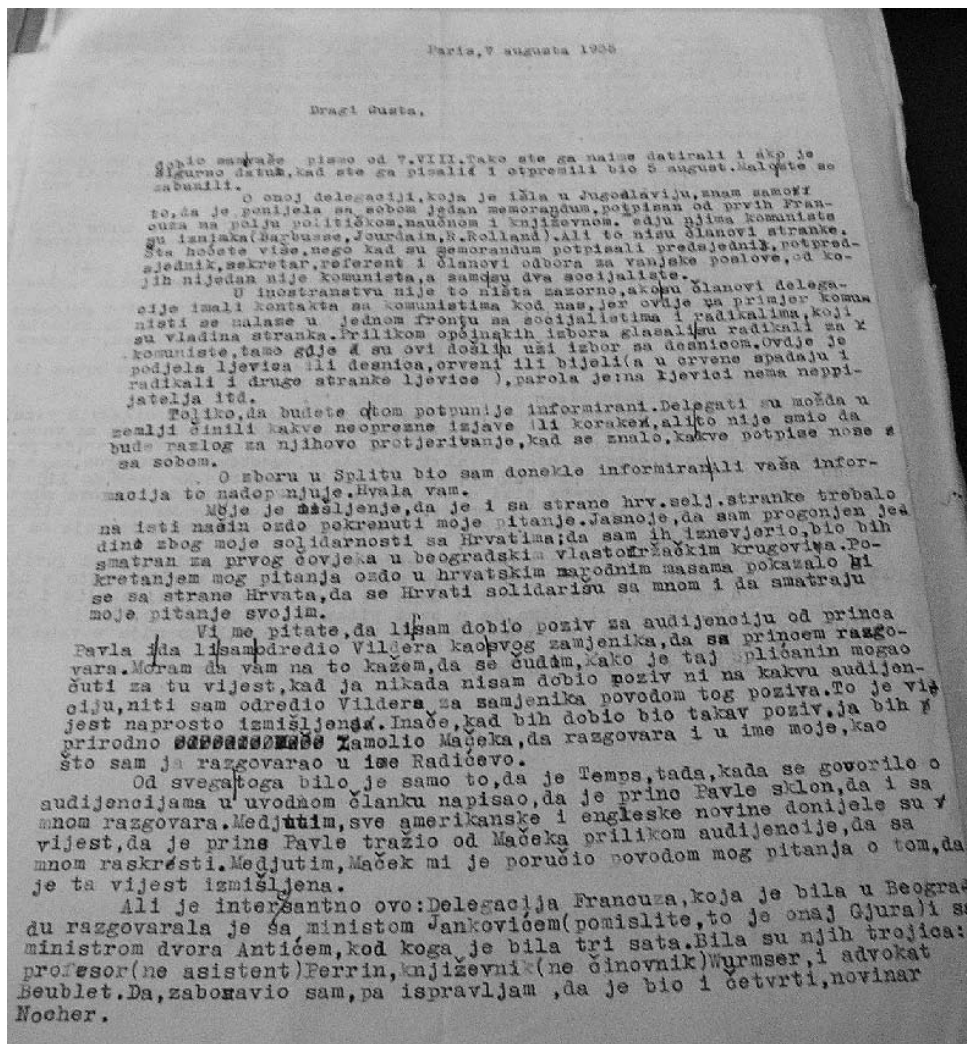 Paris,7 augusta 1935
Dragi Gusta,
dobio sam vaše pismo od 7.VIII.Tako ste ga naime datirali i ako je
sigurno datum,kad ste ga pisali i otpremili bio 5 august.Malo ste se
zabunili.
O onoj delegaciji,koja je išla u Jugoslaviju,znam samo
to,da je ponijela sa sobom jedan memorandum,potpisan od prvih Fran-
cuza na polju političkom,naučnom i književnom. edju njima komuniste
su iznimka(Barbusse,Jourdain,R.Rolland).Ali to nisu članovi stranke.
Šta hoćete više,nego kad su memorandum potpisali predsjednik,potpred-
sjednik,sekretar,referent i članovi odbora za vanjske poslove,od ko-
jih nijedan nije komunista,a samo su dva socijaliste.
U inostranstvu nije to ništa zazorno,ako su članovi delega-
cije imali kontakta sa komunistima kod nas,jer ovdje na primjer komu
nisti se nalaze u jednom frontu sa socijalistima i radikalima,koji
su vladina stranka.Prilikom općinskih izbora glasali su radikali za
komuniste,tamo gdje su ovi došli u uži izbor sa desnicom.Ovdje je
podjela ljevica ili desnica,crveni ili bijeli(a u crvene spadaju i
radikali i druge stranke ljevice ),parola je:na ljevici nema neppi-
jatelja itd.
Toliko,da budete o tom potpunije informirani.Delegati su možda u
zemlji činili kakve neoprezne izjave ili korake,ali to nije smio da
bude razlog za njihovo protjerivanje,kad se znalo,kakve potpise nose
sa sobom.
O zboru u Splitu bio sam donekle informiran ili vaša infor-
macija to nadopunjuje.Hvala vam.
Moje je mišljenje,da je i sa strane hrv.selj.stranke trebalo
na isti način ozdo pokrenuti moje pitanje.Jasno je,da sam progonjen jed
dino zbog moje solidarnosti sa Hrvatima;da sam ih iznevjerio,bio bih
smatran za prvog čovjeka u beogradskim vlastodržačkim krugovima.Po-
kretanjem mog pitanja ozdo u hrvatskim narodnim masama pokazalo bi
se sa strane Hrvata,da se Hrvati solidarišu sa mnom i da smatraju
moje pitanje svojim.
Vi me pitate,da li sam dobio poziv za audijenciju od princa
Pavla i da li sam odredio Vildera kao svog zamjenika,da sa princem razgo-
vara.Moram da vam na to kažem,da se čudim,kako je taj Splićanin mogao
čuti za tu vijest,kad ja nikada nisam dobio poziv ni na kakvu audijen-
ciju,niti sam odredio Vildera za zamjenika povodom tog poziva.To je vi
jest naprosto izmišljena.Inače,kad bih dobio bio takav poziv,ja bih
prirodno zamolio Mačeka,da razgovara i u ime moje,kao
što sam ja razgovarao u ime Radićevo.
Od svega toga bilo je samo to,da je Temps,tada,kada se govorilo o
audijencijama u uvodnom članku napisao,da je princ Pavle sklon,da i sa
mnom razgovara.Medjutim,sve amerikanske i engleske novine donijele su
vijest,da je princ Pavle tražio od Mačeka prilikom audijencije,da sa
mnom raskrsti.Medjutim,Maček mi je poručio povodom mog pitanja o tom,da
je ta vijest izmišljena.
Ali je interesantno ovo:Delegacija Francuza,koja je bila u Beogra
du razgovarala je sa ministom Jankovićem(pomislite,to je onaj Gjura)i sa
ministrom dvora Antićem,kod koga je bila tri sata.Bila su njih trojica:
profesor(ne asistent)Perrin,književnik(ne činovnik)Wurmser,i advokat
Beublet.Da,zaboravio sam,pa ispravljam ,da je bio i četvrti,novinar
Nocher.